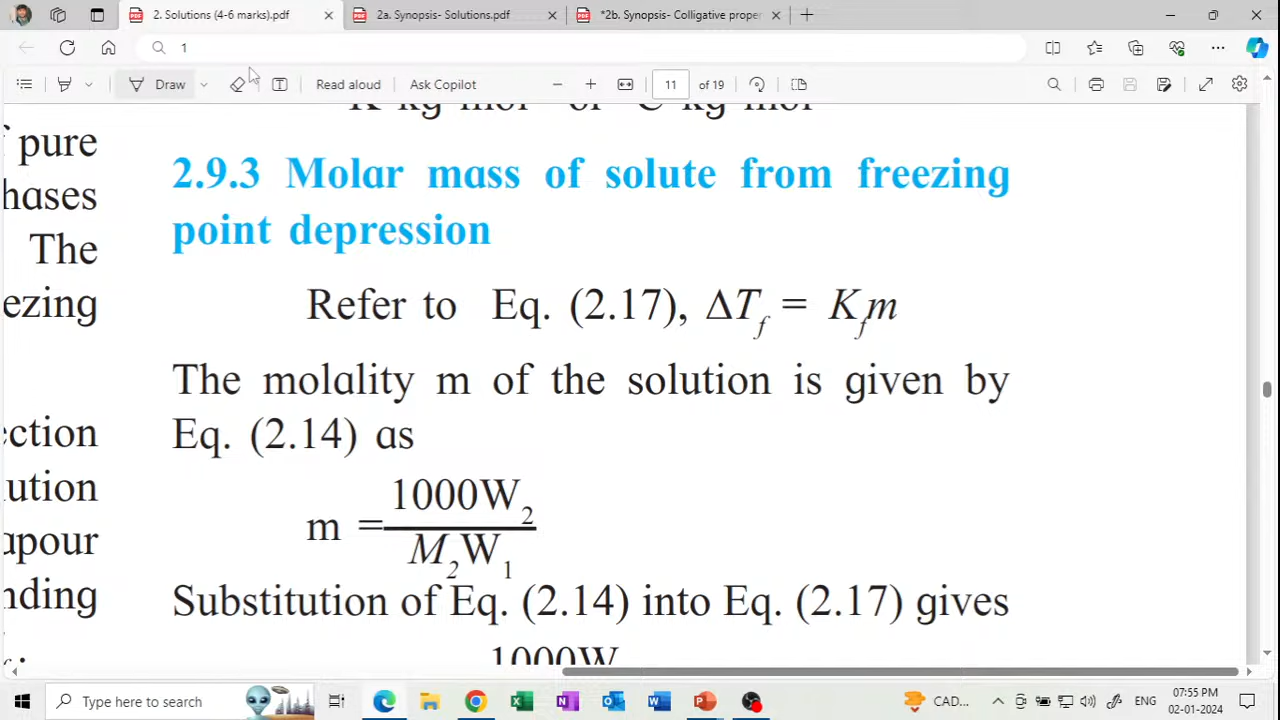 2. Solutions (4-6 marks).pdf
2a. Synopsis- Solutions.pdf
*2b. Synopsis- Colligative proper
1
Draw
Read aloud
Ask Copilot
11
of 19
pure
hases
The
ezing
ection
ution
apour
nding
2.9.3 Molar mass of solute from freezing
point depression
Refer to Eq. (2.17), ΔT_f = K_f m
The molality m of the solution is given by
Eq. (2.14) as
m = 1000W₂
M₂W₁
Substitution of Eq. (2.14) into Eq. (2.17) gives
1000W
Type here to search
CAD...
ENG
07:55 PM
02-01-2024